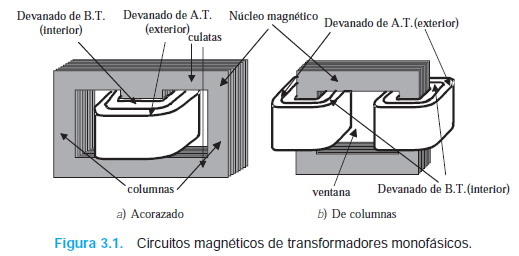 Devanado de B.T.
(interior)
Devanado de A.T.
(exterior)
culatas
Núcleo magnético
Devanado de A.T.(exterior)
columnas
ventana
Devanado de B.T.(interior)
a) Acorazado
b) De columnas
Figura 3.1. Circuitos magnéticos de transformadores monofásicos.